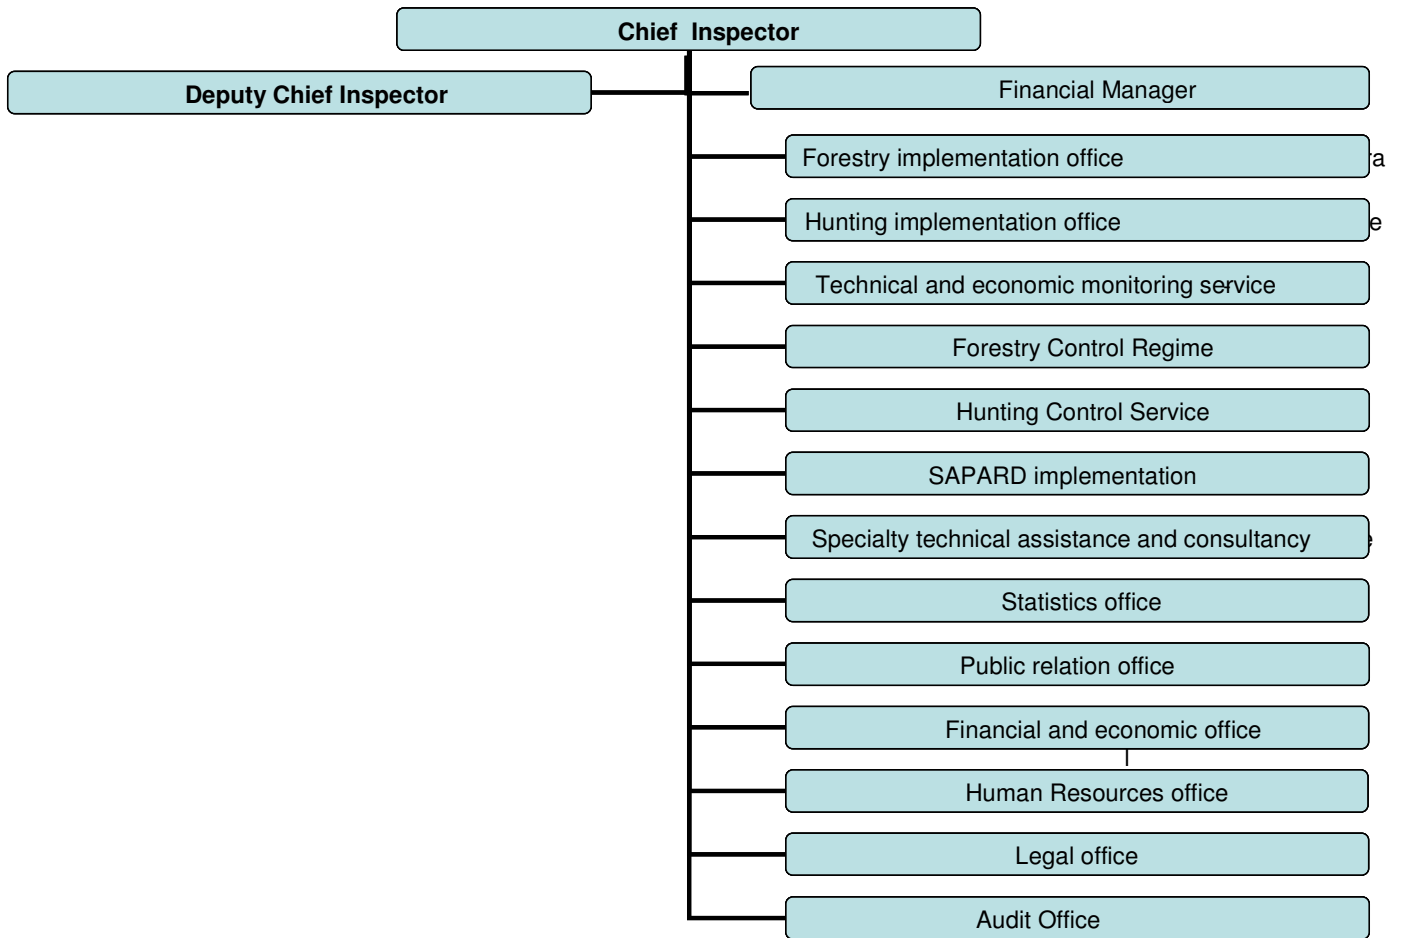 Chief Inspector
Deputy Chief Inspector
Financial Manager
Forestry implementation office
ra
Hunting implementation office
e
Technical and economic monitoring service
Forestry Control Regime
Hunting Control Service
SAPARD implementation
Specialty technical assistance and consultancy
Statistics office
Public relation office
Financial and economic office
Human Resources office
Legal office
Audit Office